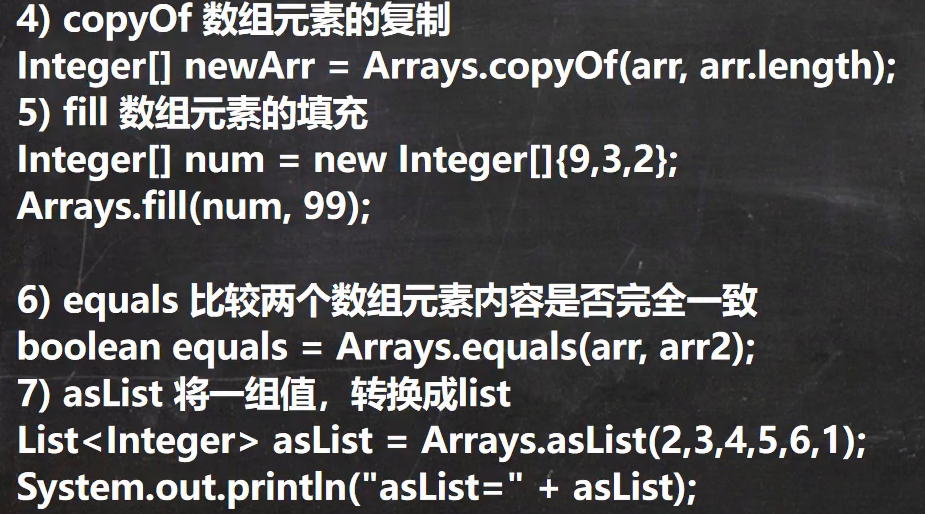 4) copyOf 数组元素的复制
Integer[] newArr = Arrays.copyOf(arr, arr.length);
5) fill 数组元素的填充
Integer[] num = new Integer[]{9,3,2};
Arrays.fill(num, 99);
6) equals 比较两个数组元素内容是否完全一致
boolean equals = Arrays.equals(arr, arr2);
7) asList 将一组值，转换成list
List<Integer> asList = Arrays.asList(2,3,4,5,6,1);
System.out.println("asList=" + asList);